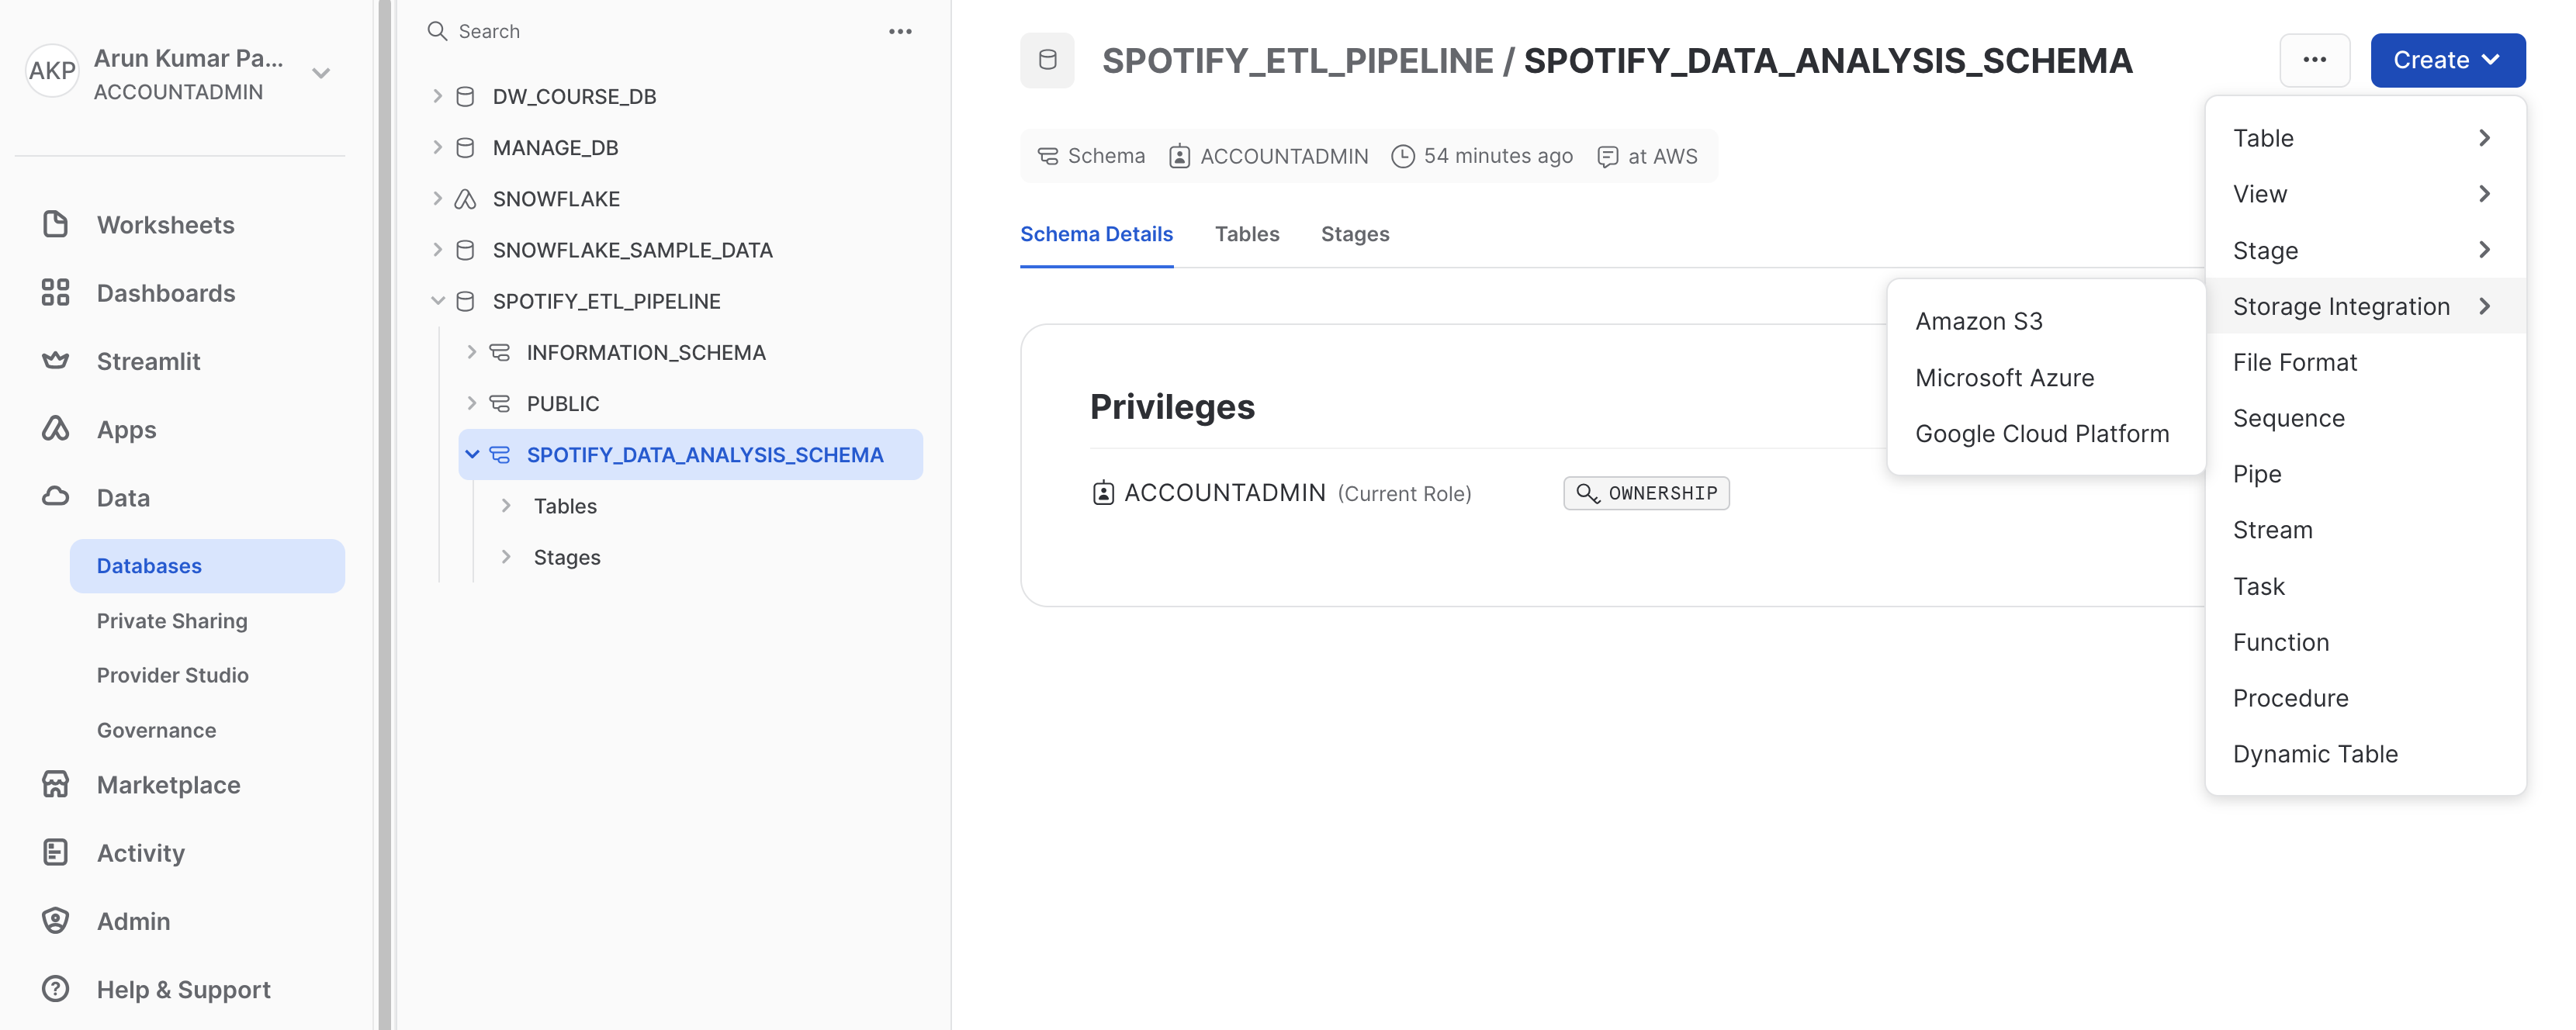 AKP
Arun Kumar Pa...
ACCOUNTADMIN
Worksheets
Dashboards
Streamlit
Apps
Data
Databases
Private Sharing
Provider Studio
Governance
Marketplace
Activity
Admin
Help & Support
Search
DW_COURSE_DB
MANAGE_DB
SNOWFLAKE
SNOWFLAKE_SAMPLE_DATA
SPOTIFY_ETL_PIPELINE
INFORMATION_SCHEMA
PUBLIC
SPOTIFY_DATA_ANALYSIS_SCHEMA
Tables
Stages
SPOTIFY_ETL_PIPELINE / SPOTIFY_DATA_ANALYSIS_SCHEMA
Create
Schema ACCOUNTADMIN 54 minutes ago at AWS
Schema Details Tables Stages
Privileges
ACCOUNTADMIN (Current Role) OWNERSHIP
Amazon S3
Microsoft Azure
Google Cloud Platform
Table
View
Stage
Storage Integration
File Format
Sequence
Pipe
Stream
Task
Function
Procedure
Dynamic Table